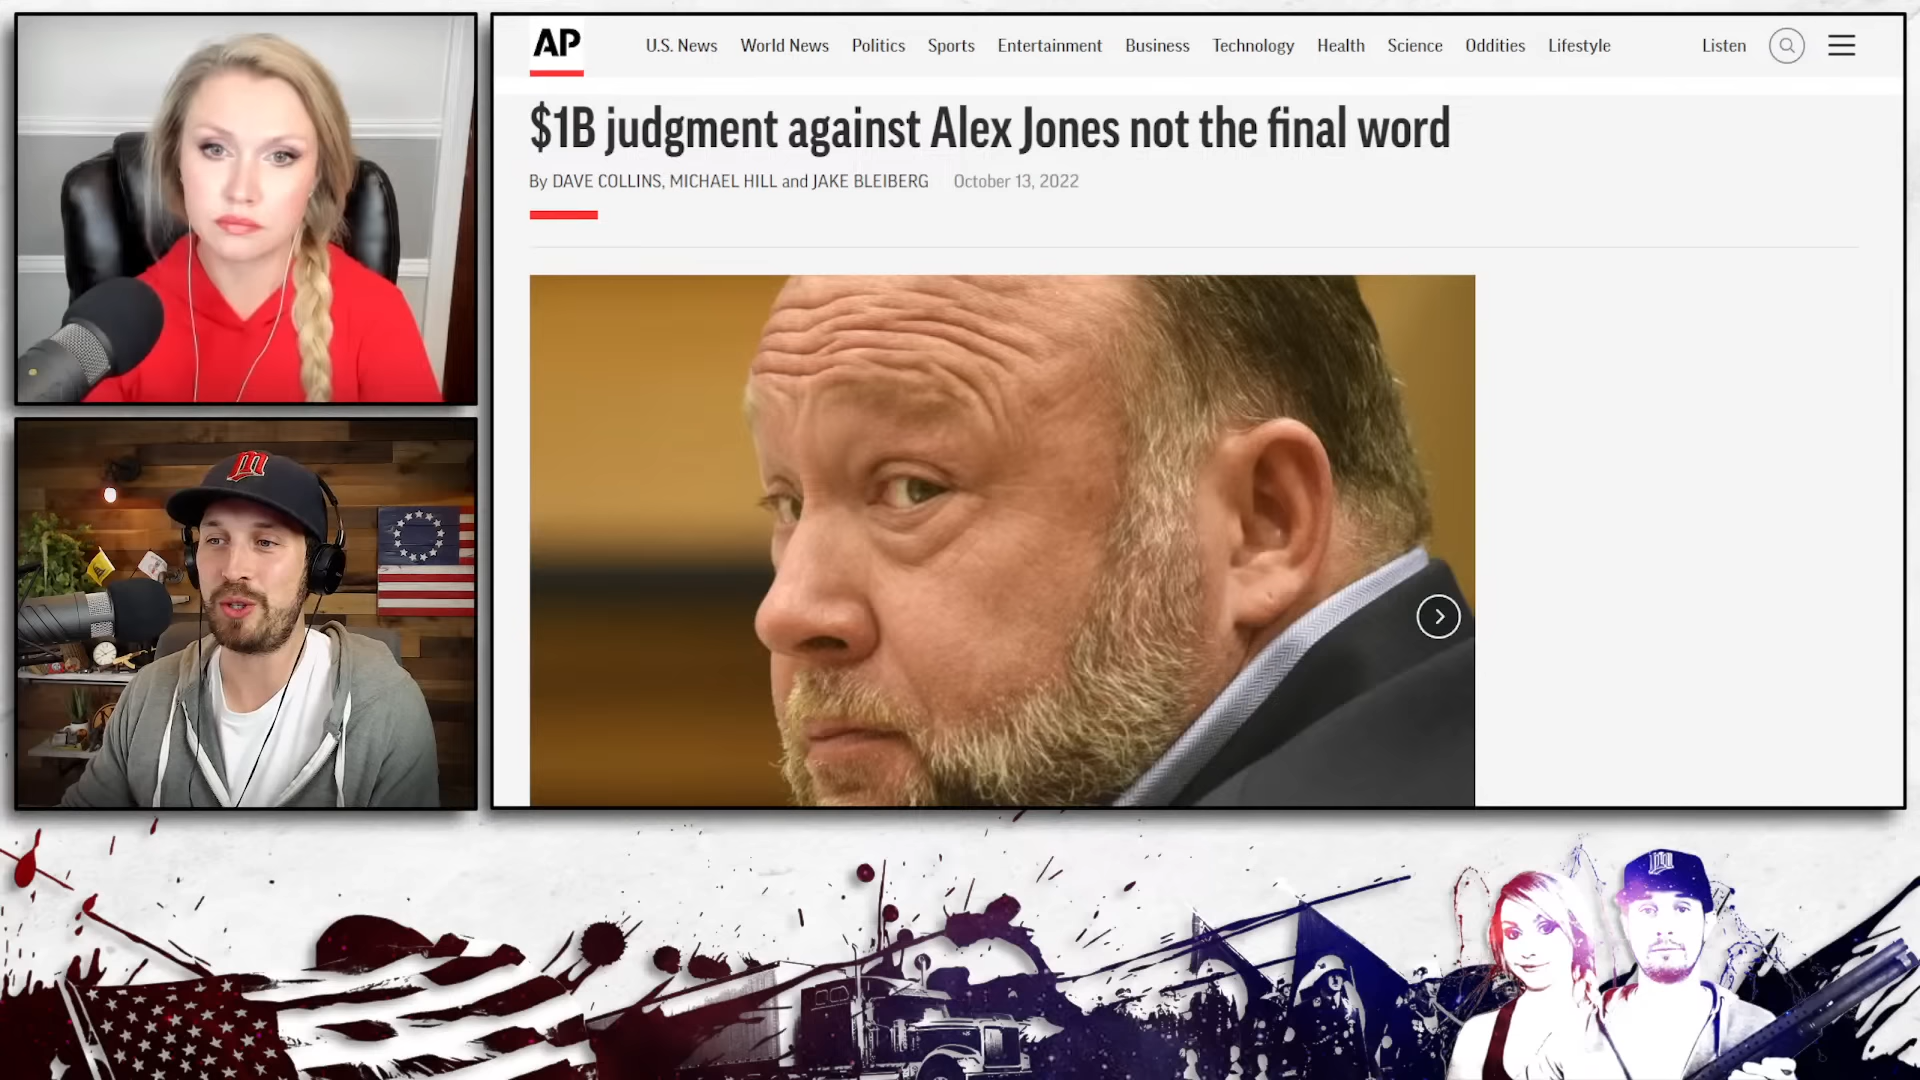 AP
U.S. News World News Politics Sports Entertainment Business Technology Health Science Oddities Lifestyle Listen
$1B judgment against Alex Jones not the final word
By DAVE COLLINS, MICHAEL HILL and JAKE BLEIBERG October 13, 2022